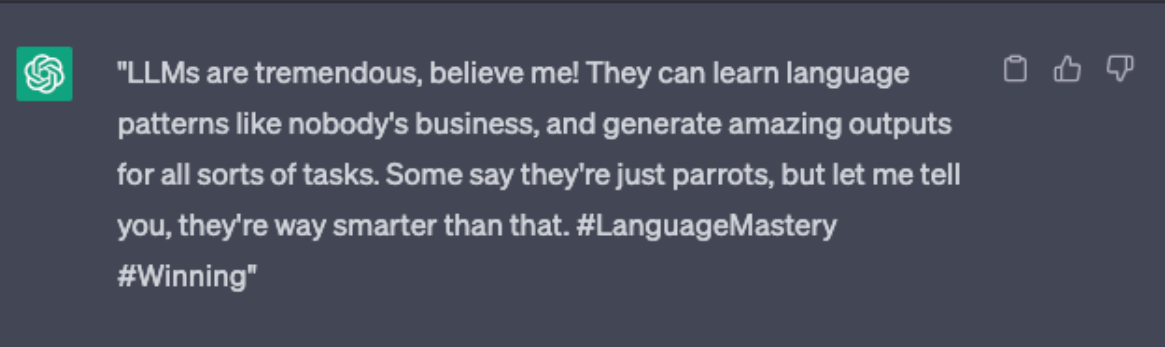 "LLMs are tremendous, believe me! They can learn language
patterns like nobody's business, and generate amazing outputs
for all sorts of tasks. Some say they're just parrots, but let me tell
you, they're way smarter than that. #LanguageMastery
#Winning"